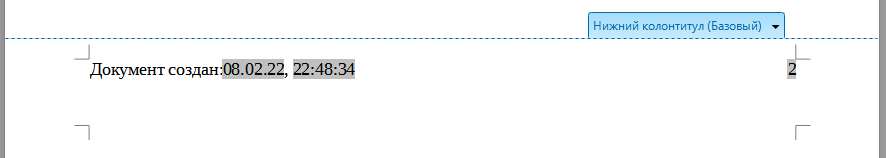 Нижний колонтитул (Базовый)
Документ создан:08.02.22, 22:48:34 2